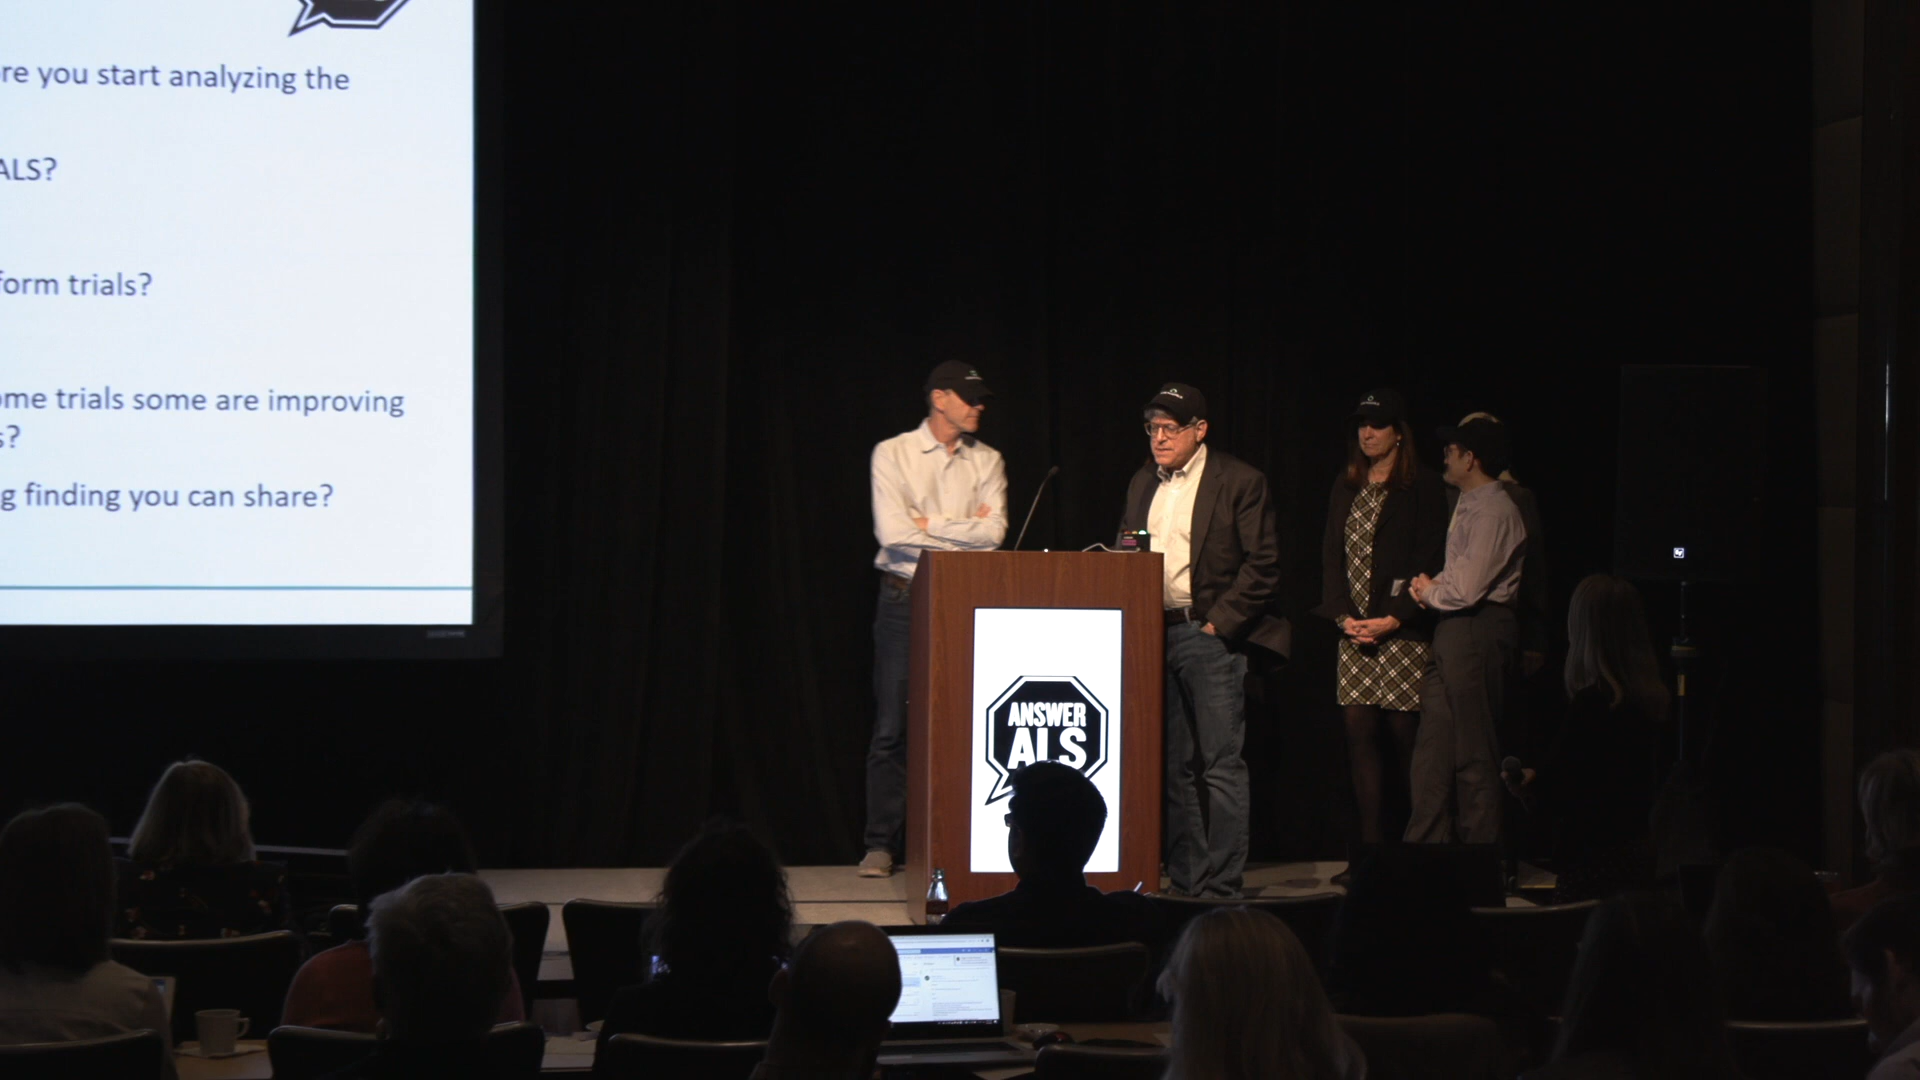 re you start analyzing the
ALS?
form trials?
ome trials some are improving
s?
g finding you can share?
ANSWER
ALS